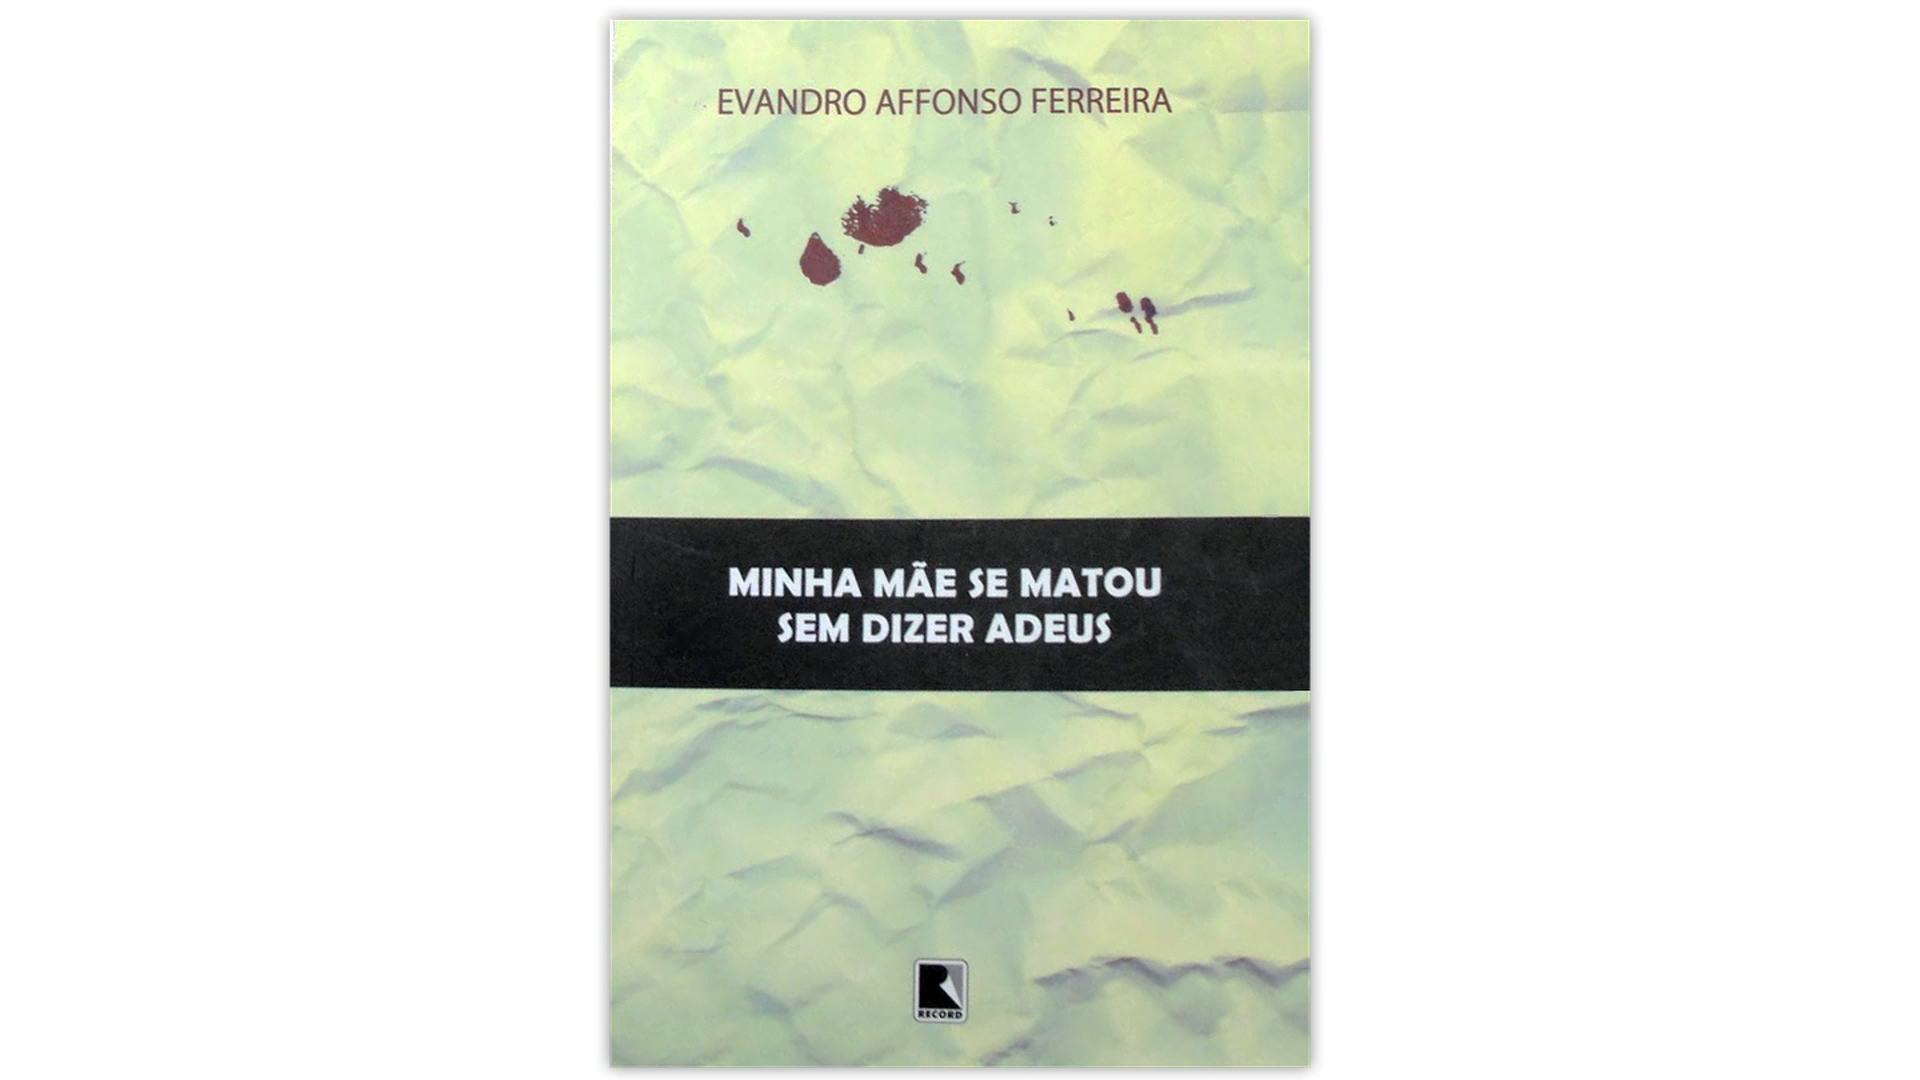 EVANDRO AFFONSO FERREIRA
MINHA MÃE SE MATOU
SEM DIZER ADEUS
R
RECORD